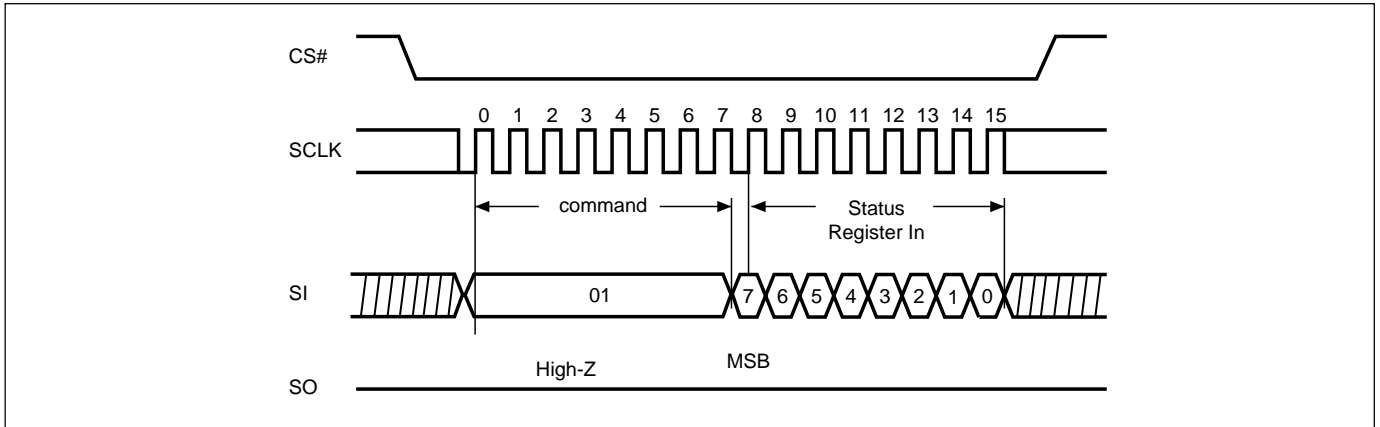 CS#
0 1 2 3 4 5 6 7 8 9 10 11 12 13 14 15
SCLK
command
Status
Register In
SI
01
7 6 5 4 3 2 1 0
High-Z
MSB
SO